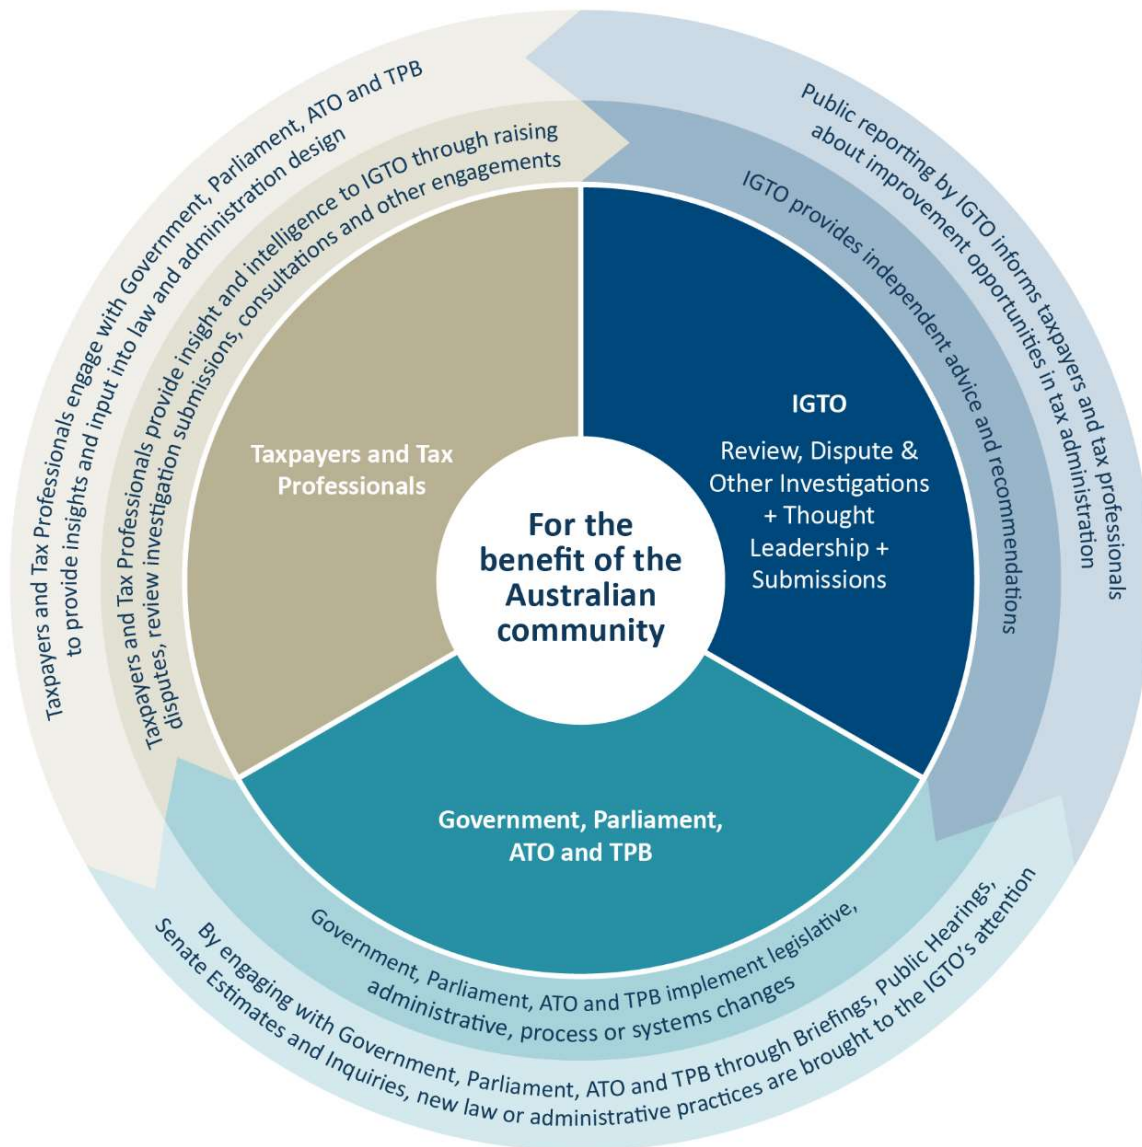 Taxpayers and Tax Professionals engage with Government, Parliament, ATO and TPB
to provide insights and input into law and administration design
Taxpayers and Tax Professionals provide insight and intelligence to IGTO through raising
disputes, review investigation submissions, consultations and other engagements
Public reporting by IGTO informs taxpayers and tax professionals
about improvement opportunities in tax administration
IGTO provides independent advice and recommendations
Taxpayers and Tax
Professionals
IGTO
Review, Dispute &
Other Investigations
+ Thought
Leadership +
Submissions
For the
benefit of the
Australian
community
Government, Parliament,
ATO and TPB
Government, Parliament, ATO and TPB implement legislative,
administrative, process or systems changes
By engaging with Government, Parliament, ATO and TPB through Briefings, Public Hearings,
Senate Estimates and Inquiries, new law or administrative practices are brought to the IGTO’s attention